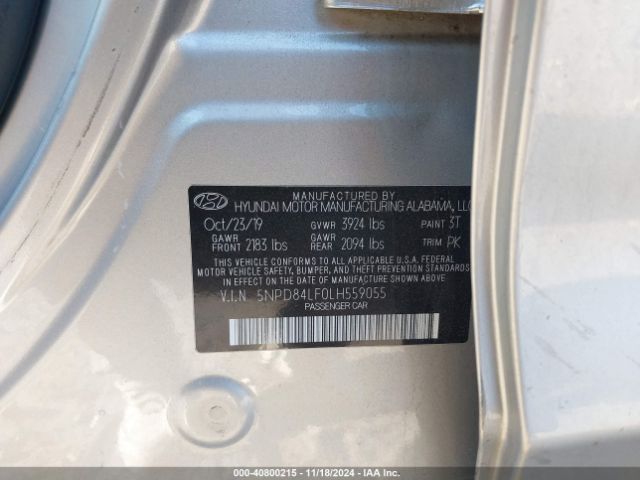 MANUFACTURED BY
HYUNDAI MOTOR MANUFACTURING ALABAMA, LLC
Oct/23/19 GVWR 3924 lbs PAINT 3T
GAWR FRONT 2183 lbs GAWR REAR 2094 lbs TRIM PK
THIS VEHICLE CONFORMS TO ALL APPLICABLE U.S.A. FEDERAL
MOTOR VEHICLE SAFETY, BUMPER, AND THEFT PREVENTION STANDARDS
IN EFFECT ON THE DATE OF MANUFACTURE SHOWN ABOVE
V.I.N 5NPD84LF0LH559055
PASSENGER CAR
000-40800215 - 11/18/2024 - IAA Inc.